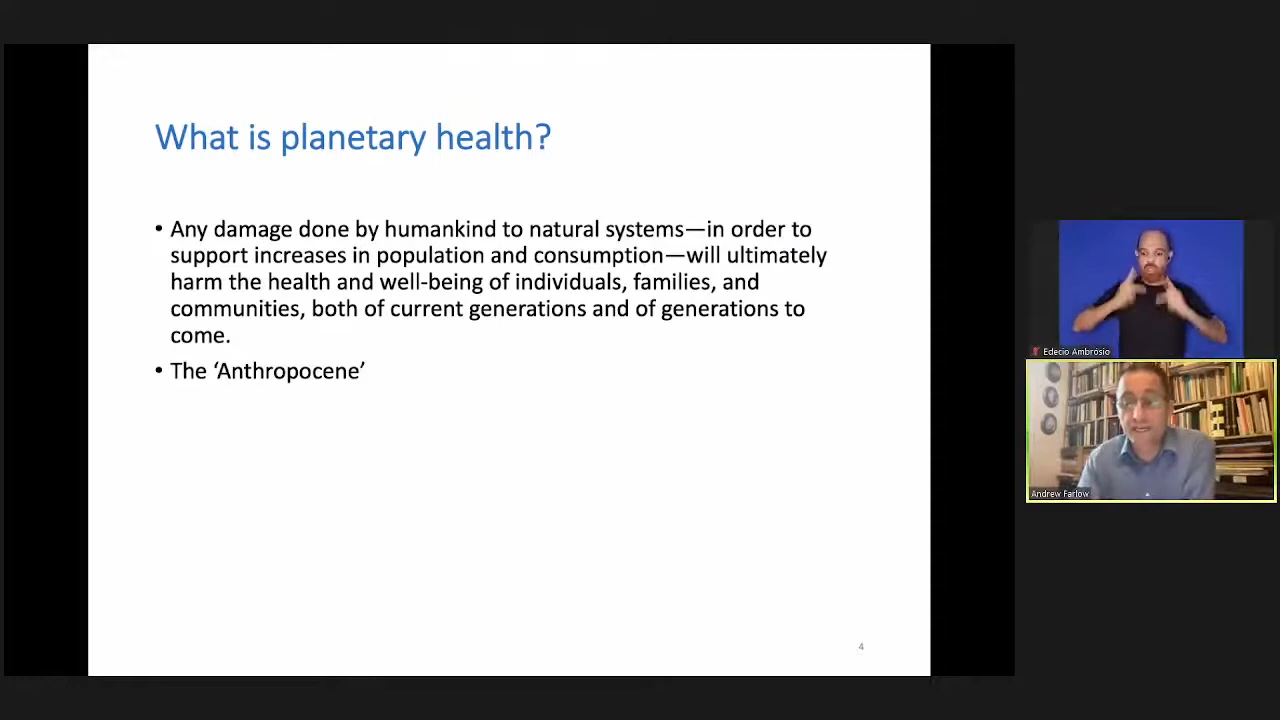 What is planetary health?
• Any damage done by humankind to natural systems—in order to
support increases in population and consumption—will ultimately
harm the health and well-being of individuals, families, and
communities, both of current generations and of generations to
come.
• The ‘Anthropocene’
4
Edecio Ambrósio
Andrew Farlow